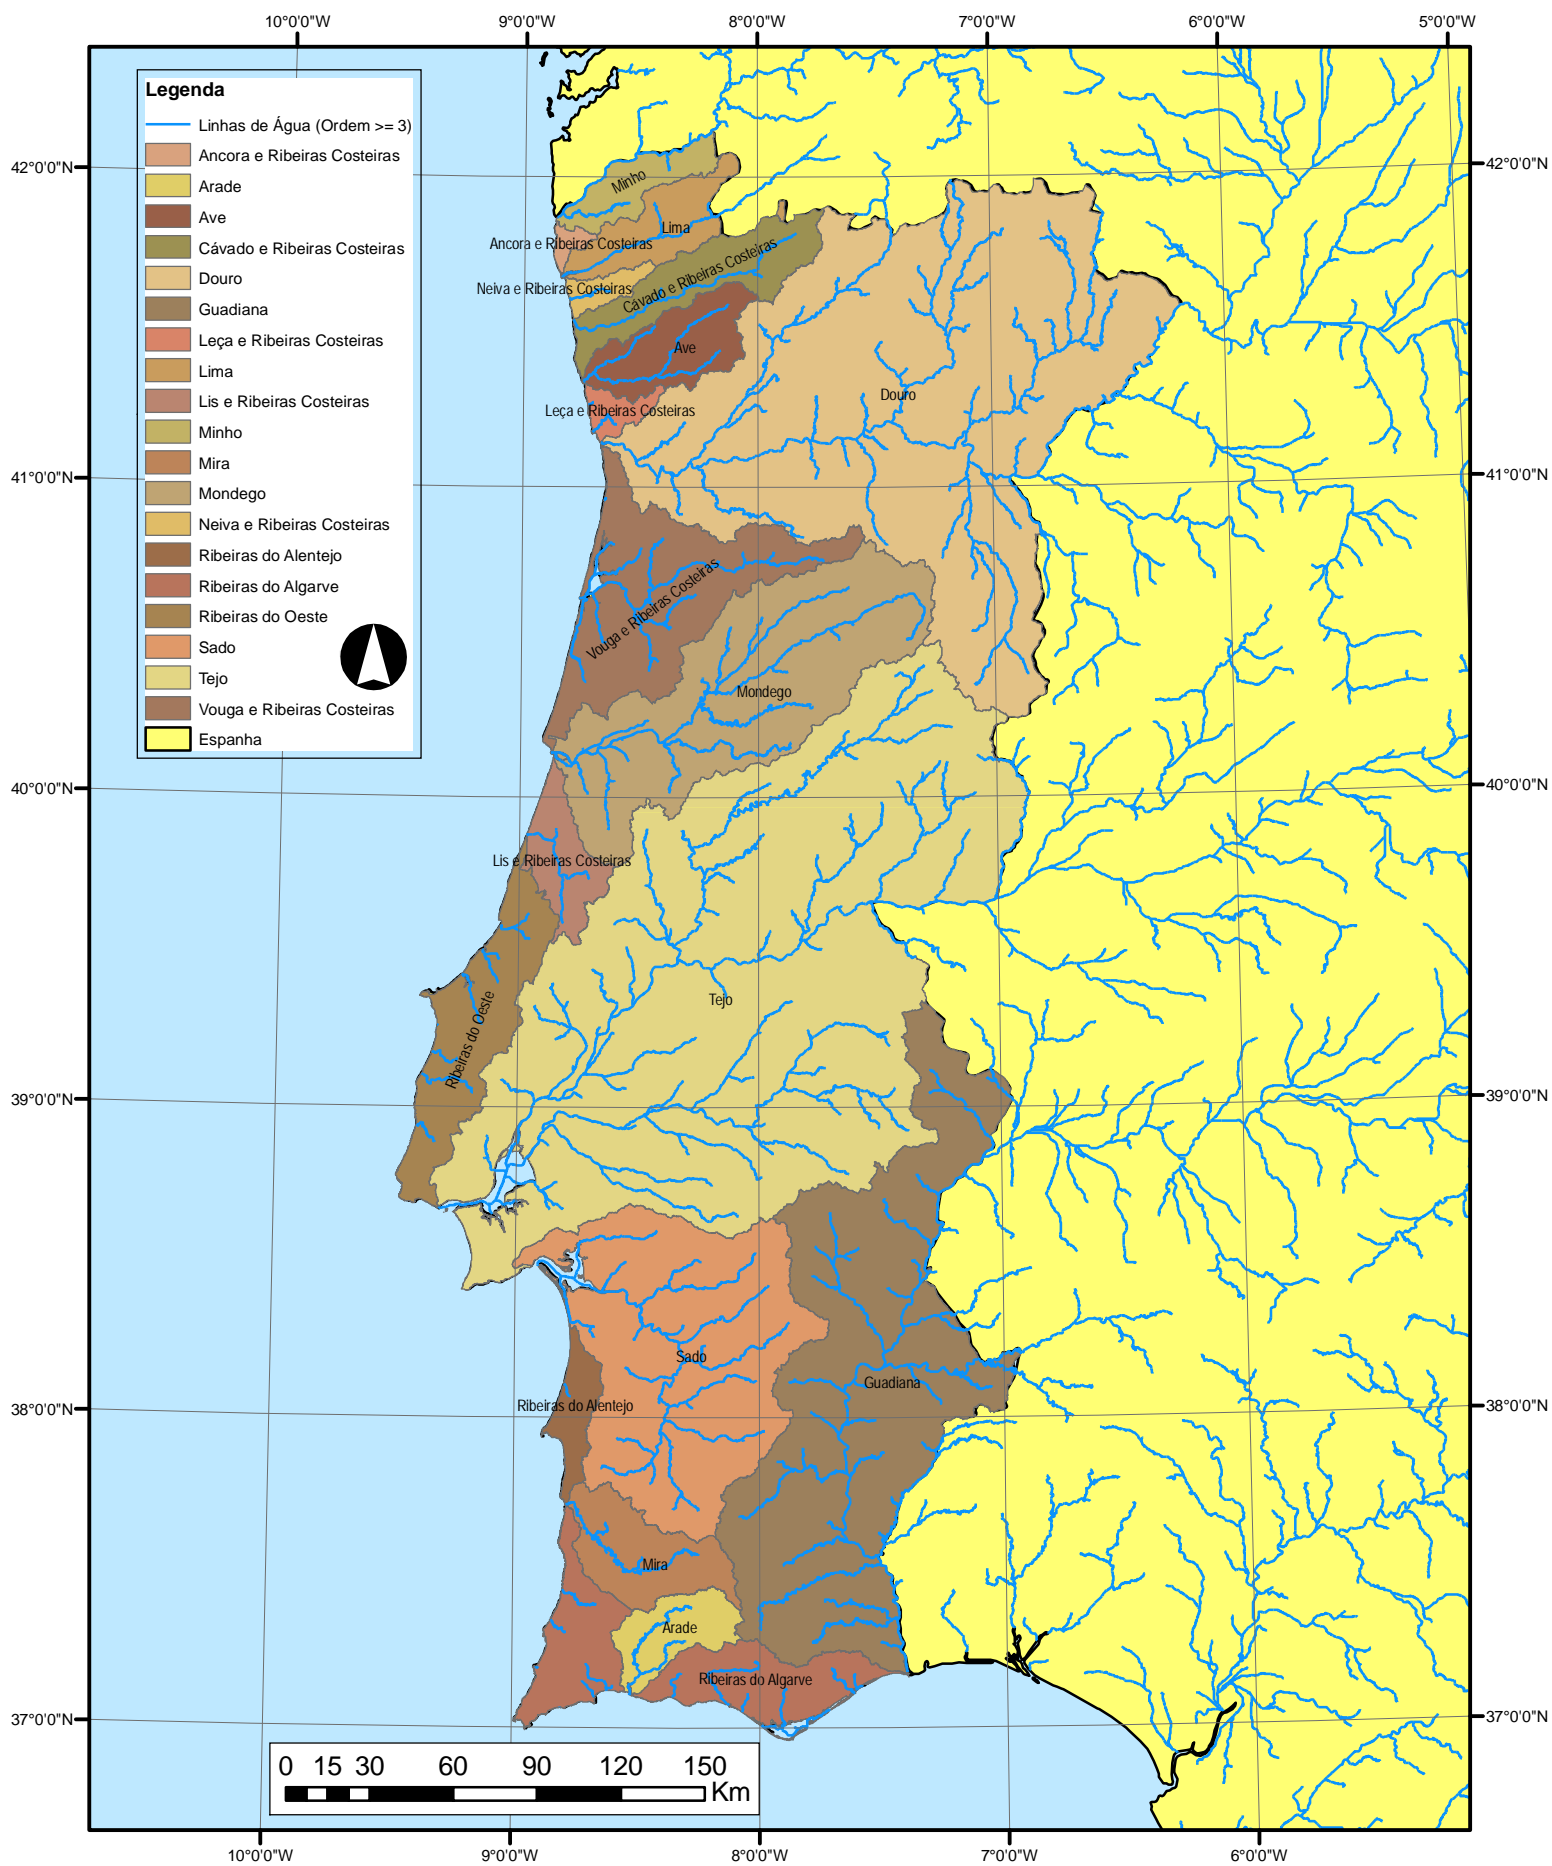 10°0'0"W
9°0'0"W
8°0'0"W
7°0'0"W
6°0'0"W
5°0'0"W
Legenda
Linhas de Água (Ordem >= 3)
Ancora e Ribeiras Costeiras
Arade
Ave
Cávado e Ribeiras Costeiras
Douro
Guadiana
Leça e Ribeiras Costeiras
Lima
Lis e Ribeiras Costeiras
Minho
Mira
Mondego
Neiva e Ribeiras Costeiras
Ribeiras do Alentejo
Ribeiras do Algarve
Ribeiras do Oeste
Sado
Tejo
Vouga e Ribeiras Costeiras
Espanha
42°0'0"N
42°0'0"N
Minho
Lima
Ancora e Ribeiras Costeiras
Cávado e Ribeiras Costeiras
Neiva e Ribeiras Costeiras
Ave
Douro
Leça e Ribeiras Costeiras
41°0'0"N
41°0'0"N
Vouga e Ribeiras Costeiras
Mondego
40°0'0"N
40°0'0"N
Lis e Ribeiras Costeiras
Tejo
Ribeiras do Oeste
39°0'0"N
39°0'0"N
Sado
Guadiana
Ribeiras do Alentejo
38°0'0"N
38°0'0"N
Mira
Arade
Ribeiras do Algarve
37°0'0"N
37°0'0"N
0 15 30 60 90 120 150
Km
10°0'0"W
9°0'0"W
8°0'0"W
7°0'0"W
6°0'0"W